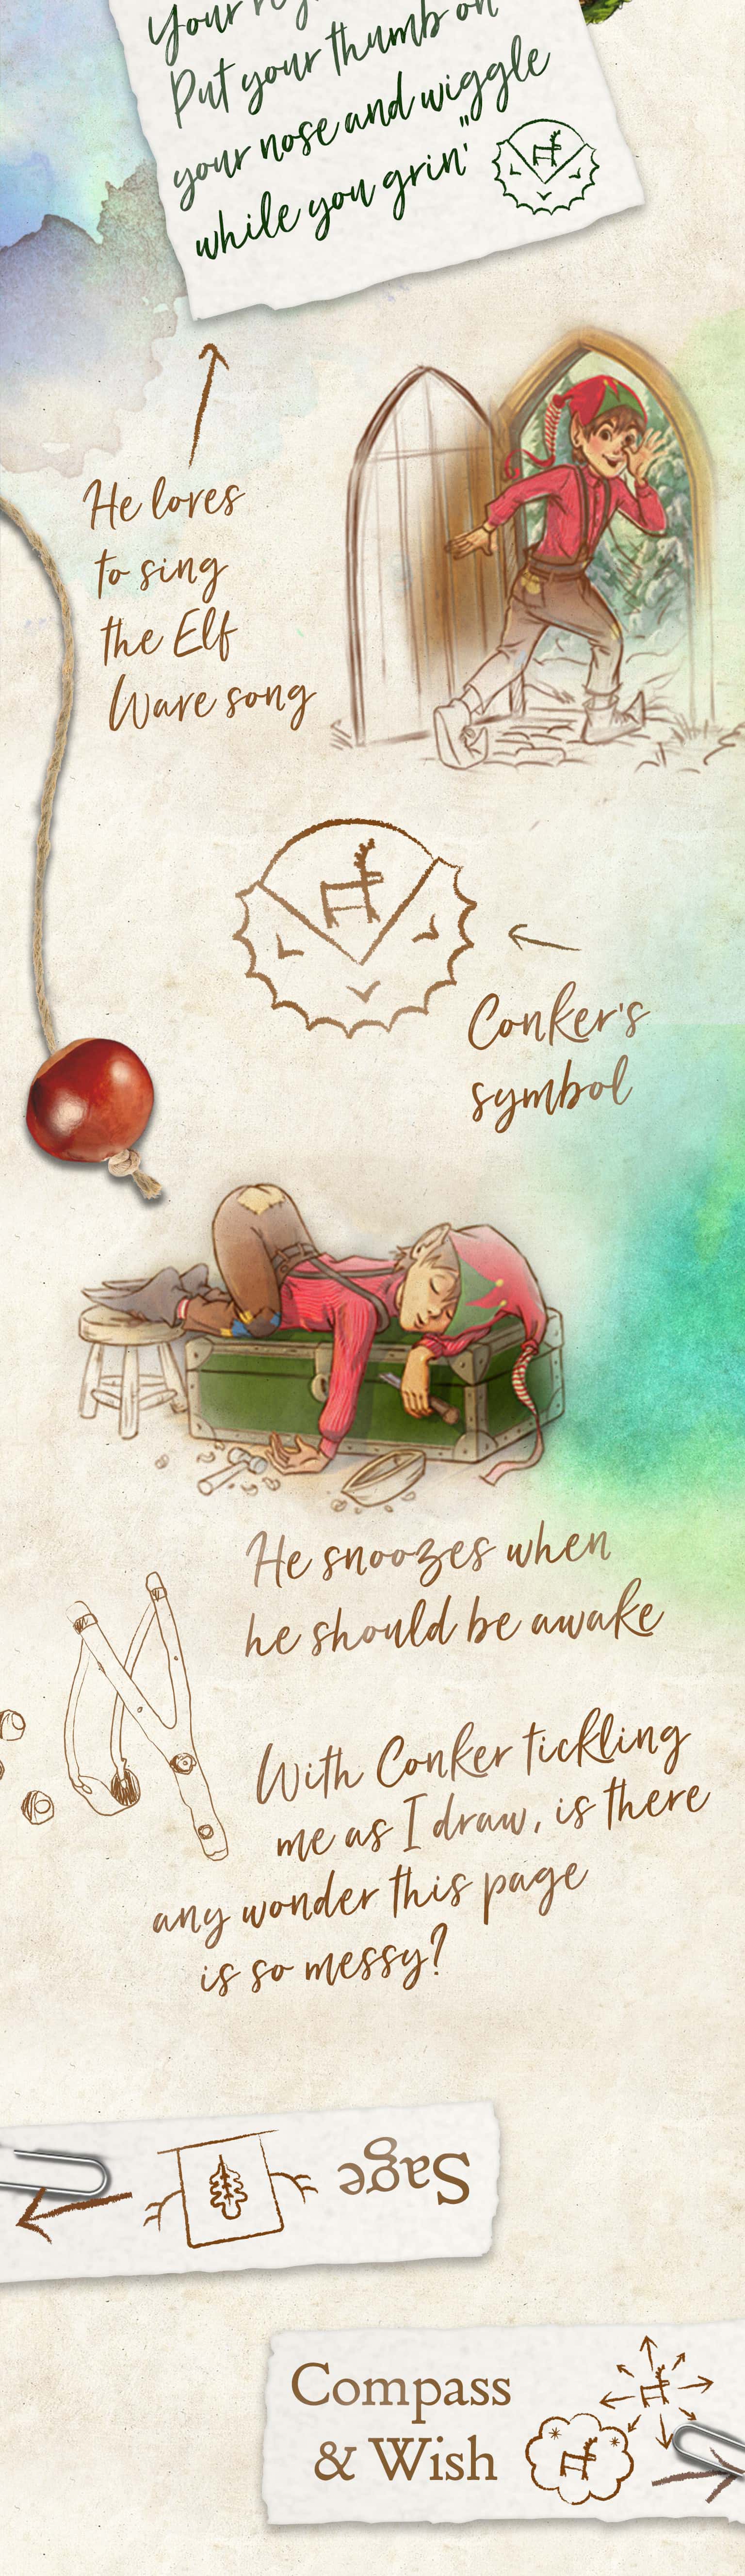 Your
Put your thumb on
your nose and wiggle
while you grin'"
He loves
to sing
the Elf
Ware song
Conker's
symbol
He snoozes when
he should be awake
With Conker tickling
me as I draw, is there
any wonder this page
is so messy?
Sage
Compass
& Wish